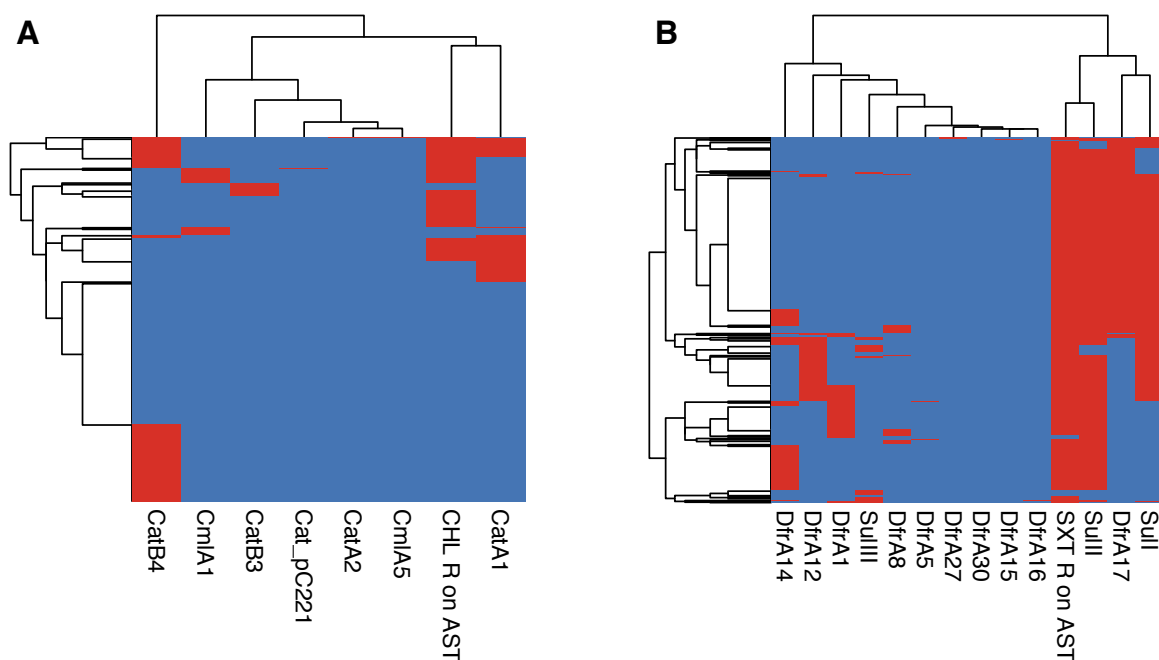 A
CatB4
CmlA1
CatB3
Cat_pC221
CatA2
CmlA5
CHL R on AST
CatA1
B
DfrA14
DfrA12
DfrA1
SulIII
DfrA8
DfrA5
DfrA27
DfrA30
DfrA15
DfrA16
SXT R on AST
SulII
DfrA17
SulI